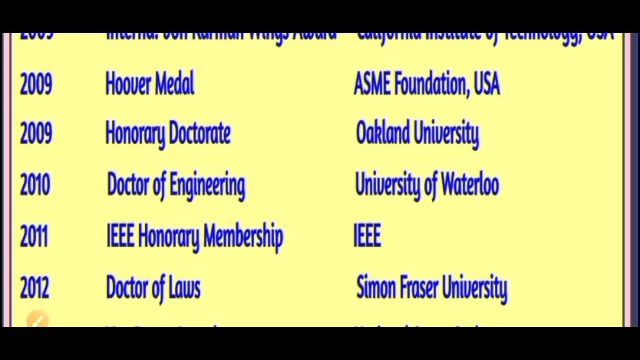 2009 Hoover Medal ASME Foundation, USA
2009 Honorary Doctorate Oakland University
2010 Doctor of Engineering University of Waterloo
2011 IEEE Honorary Membership IEEE
2012 Doctor of Laws Simon Fraser University